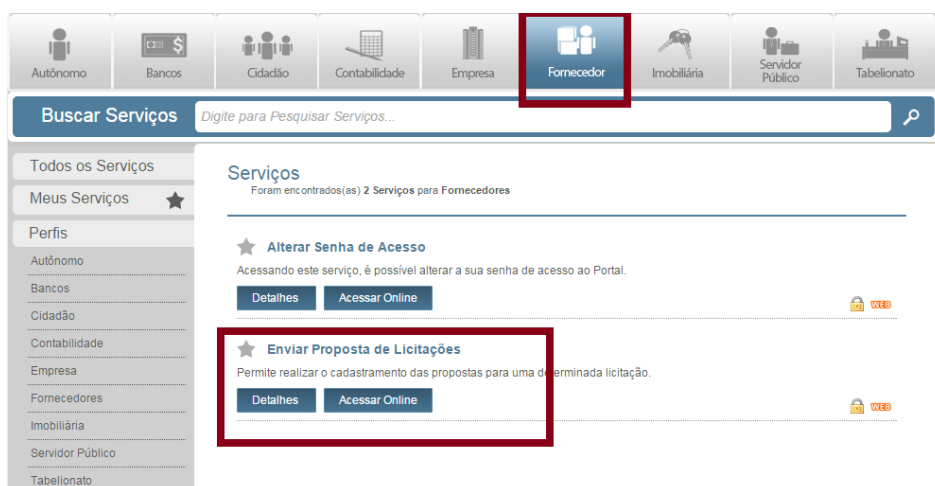 Autônomo
Bancos
Cidadão
Contabilidade
Empresa
Fornecedor
Imobiliária
Servidor
Público
Tabelionato
Buscar Serviços
Digite para Pesquisar Serviços...
Todos os Serviços
Meus Serviços
Perfis
Autônomo
Bancos
Cidadão
Contabilidade
Empresa
Fornecedores
Imobiliária
Servidor Público
Tabelionato
Serviços
Foram encontrados(as) 2 Serviços para Fornecedores
Alterar Senha de Acesso
Acessando este serviço, é possível alterar a sua senha de acesso ao Portal.
Detalhes
Acessar Online
WEB
Enviar Proposta de Licitações
Permite realizar o cadastramento das propostas para uma determinada licitação.
Detalhes
Acessar Online
WEB